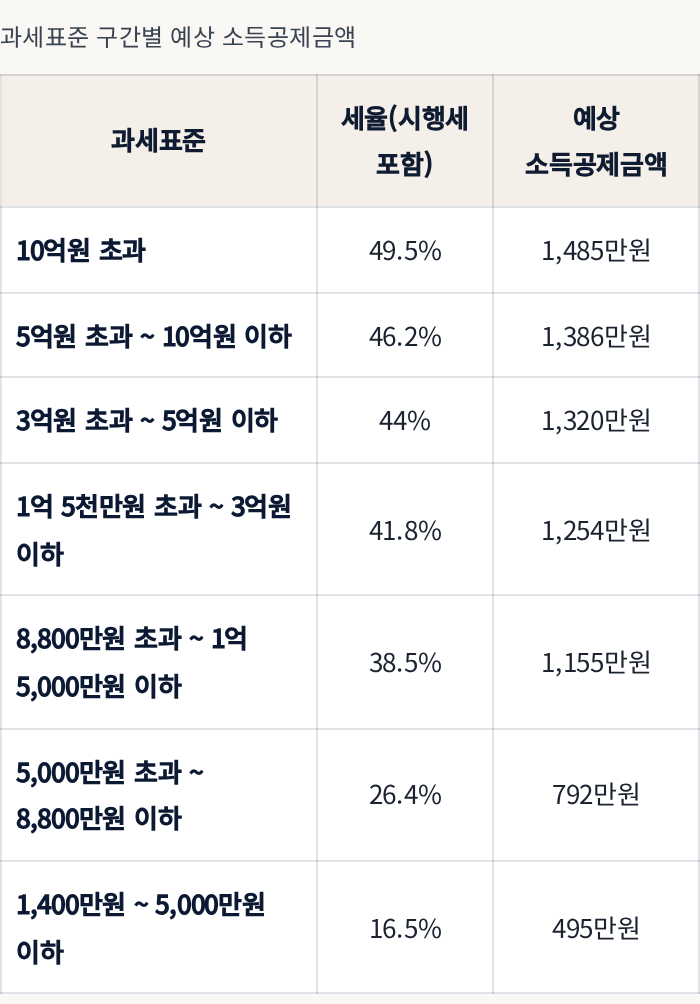 과세표준 구간별 예상 소득공제금액
과세표준
세율(시행세
포함)
예상
소득공제금액
10억원 초과
49.5%
1,485만원
5억원 초과 ~ 10억원 이하
46.2%
1,386만원
3억원 초과 ~ 5억원 이하
44%
1,320만원
1억 5천만원 초과 ~ 3억원
이하
41.8%
1,254만원
8,800만원 초과 ~ 1억
5,000만원 이하
38.5%
1,155만원
5,000만원 초과 ~
8,800만원 이하
26.4%
792만원
1,400만원 ~ 5,000만원
이하
16.5%
495만원